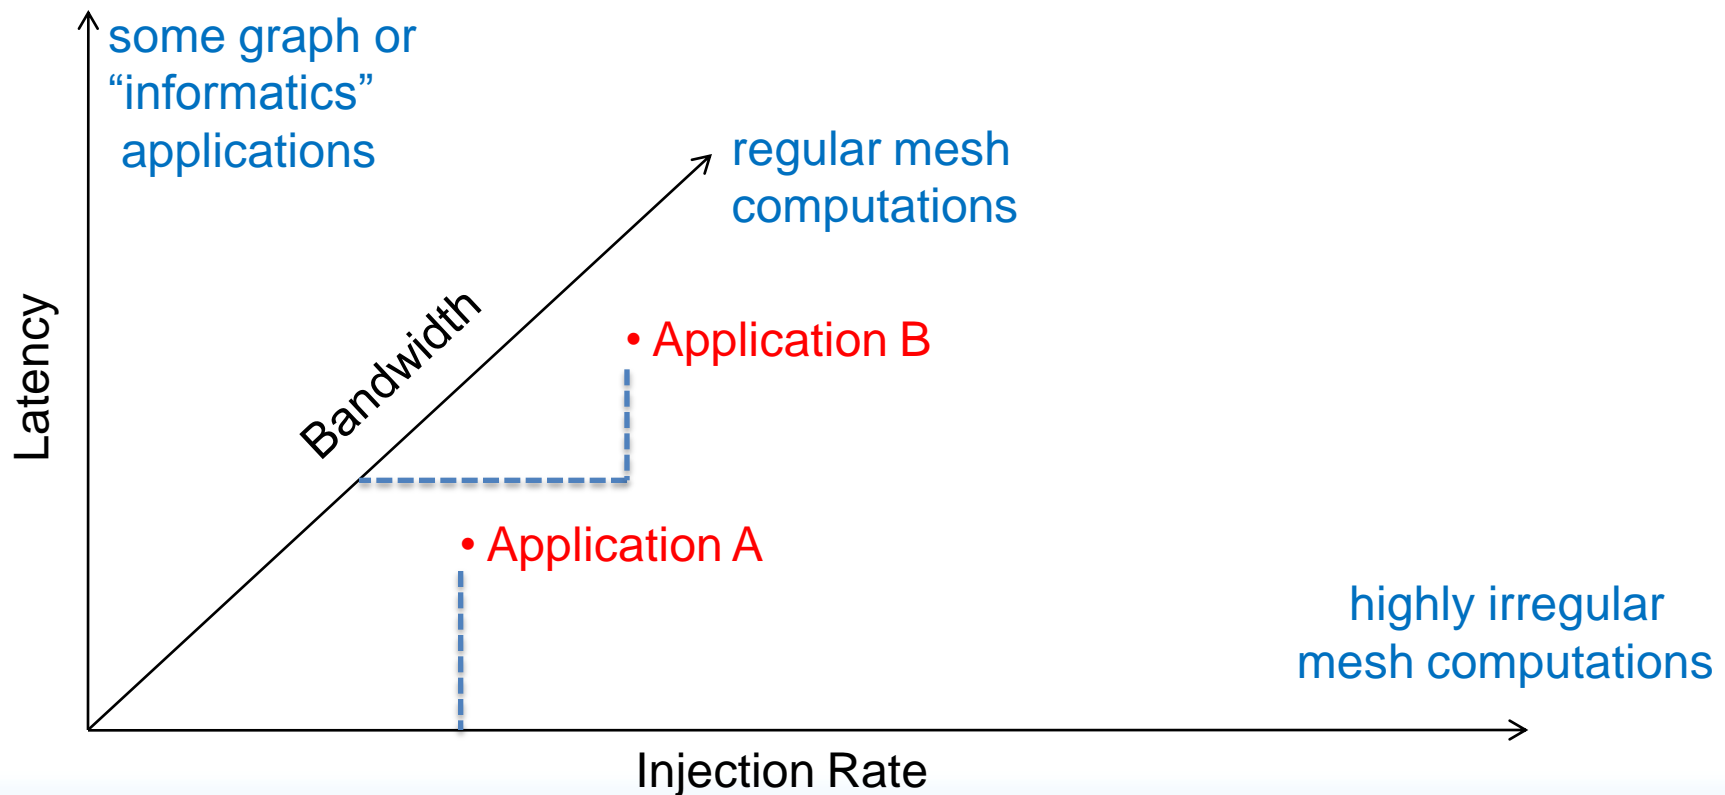 some graph or
“informatics”
applications
regular mesh
computations
Latency
Bandwidth
• Application B
• Application A
highly irregular
mesh computations
Injection Rate